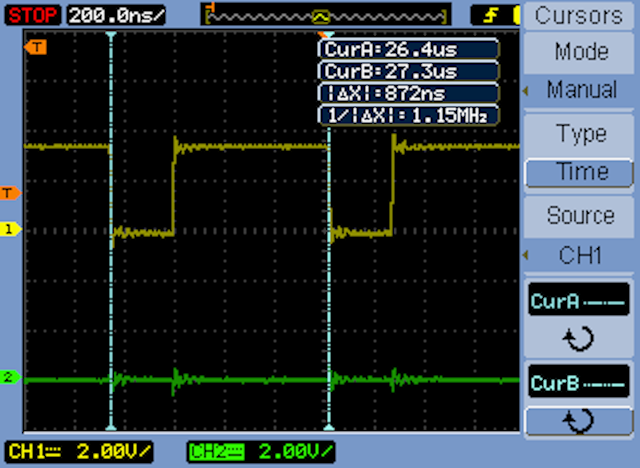 STOP 200.0ns/ T
Cursors
T
CurA=26.4us
CurB=27.3us
|ΔX|=872ns
1/|ΔX|=1.15MHz
Mode
Manual
Type
Time
T
Source
1
CH1
CurA
2
CurB
CH1 2.00V/ CH2 2.00V/